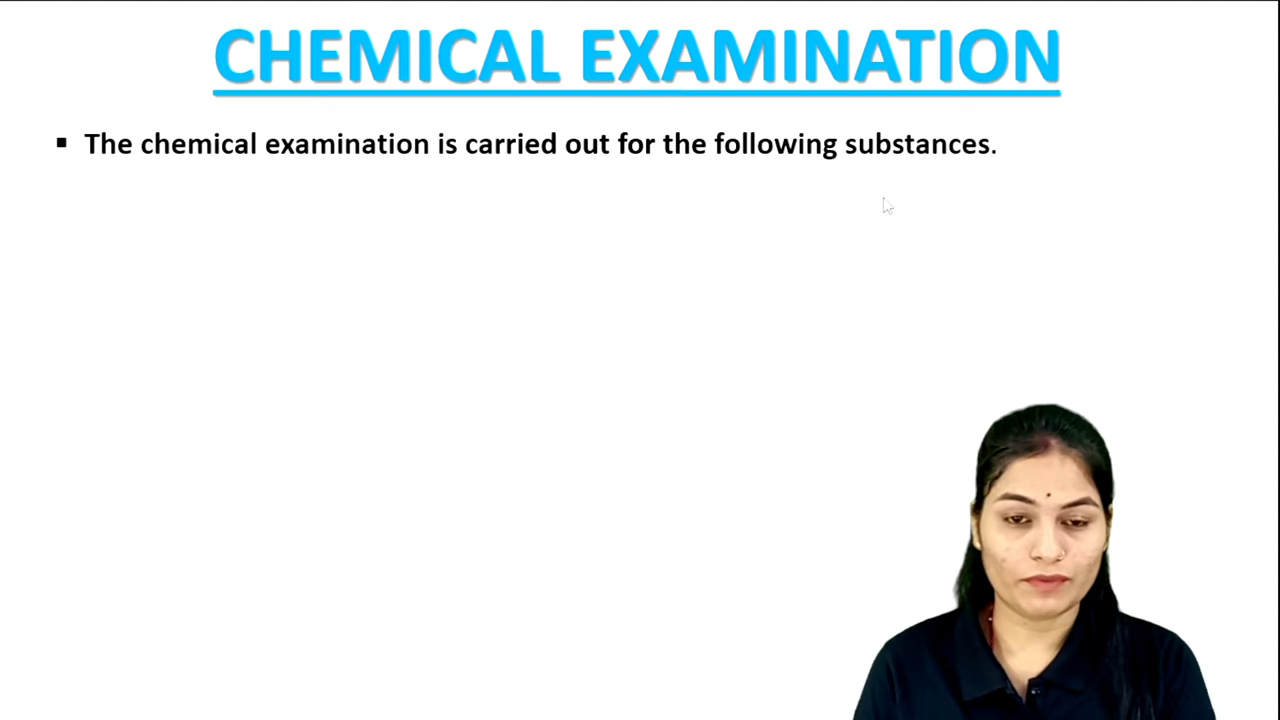 CHEMICAL EXAMINATION
▪ The chemical examination is carried out for the following substances.